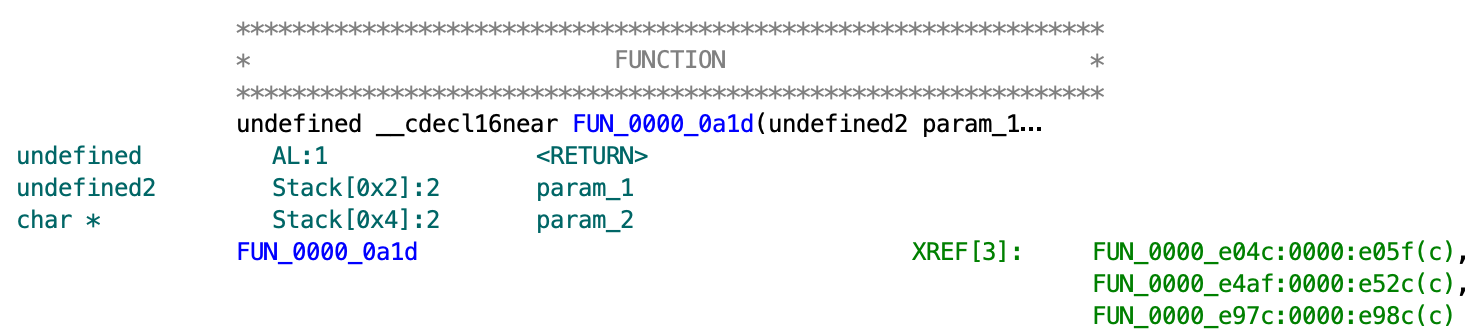 **************************************************************
* FUNCTION *
**************************************************************
undefined __cdecl16near FUN_0000_0a1d(undefined2 param_1...
undefined AL:1 <RETURN>
undefined2 Stack[0x2]:2 param_1
char * Stack[0x4]:2 param_2
FUN_0000_0a1d XREF[3]: FUN_0000_e04c:0000:e05f(c),
FUN_0000_e4af:0000:e52c(c),
FUN_0000_e97c:0000:e98c(c)